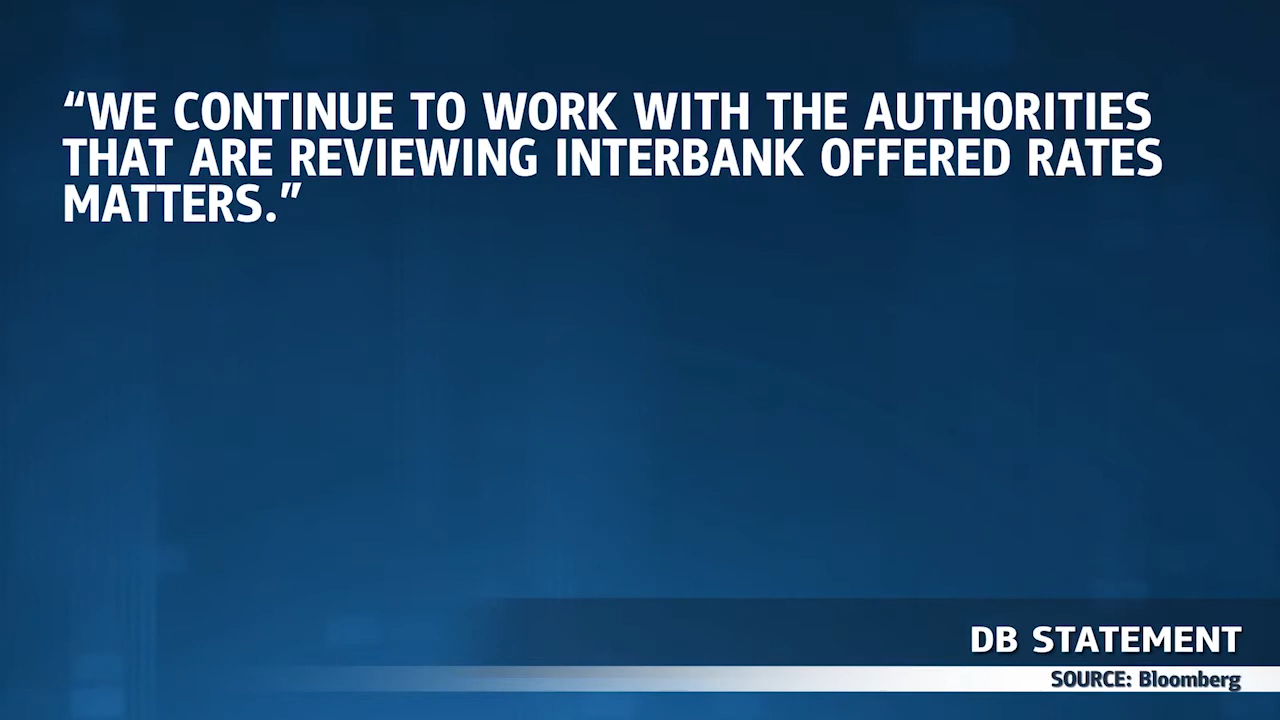 “WE CONTINUE TO WORK WITH THE AUTHORITIES
THAT ARE REVIEWING INTERBANK OFFERED RATES
MATTERS.”
DB STATEMENT
SOURCE: Bloomberg